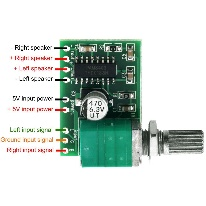 Right speaker
+ Right speaker
+ Left speaker
- Left speaker
5V input power
+ 5V input power
Left input signal
Ground input signal
Right input signal
470
6.3V
UT